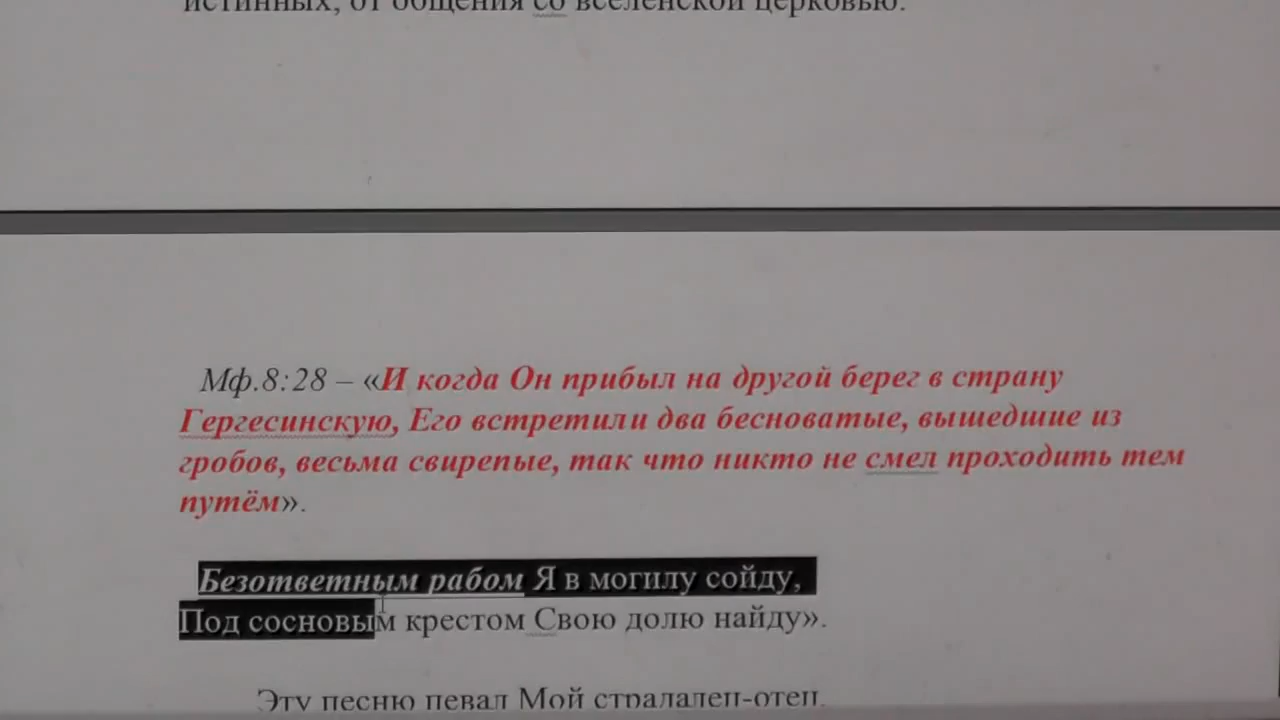 истинных, от общения со вселенской церковью.
Мф.8:28 – «И когда Он прибыл на другой берег в страну
Гергесинскую, Его встретили два бесноватые, вышедшие из
гробов, весьма свирепые, так что никто не смел проходить тем
путём».
Безответным рабом Я в могилу сойду,
Под сосновым крестом Свою долю найду».
Эту песню певал Мой страдалец-отец,